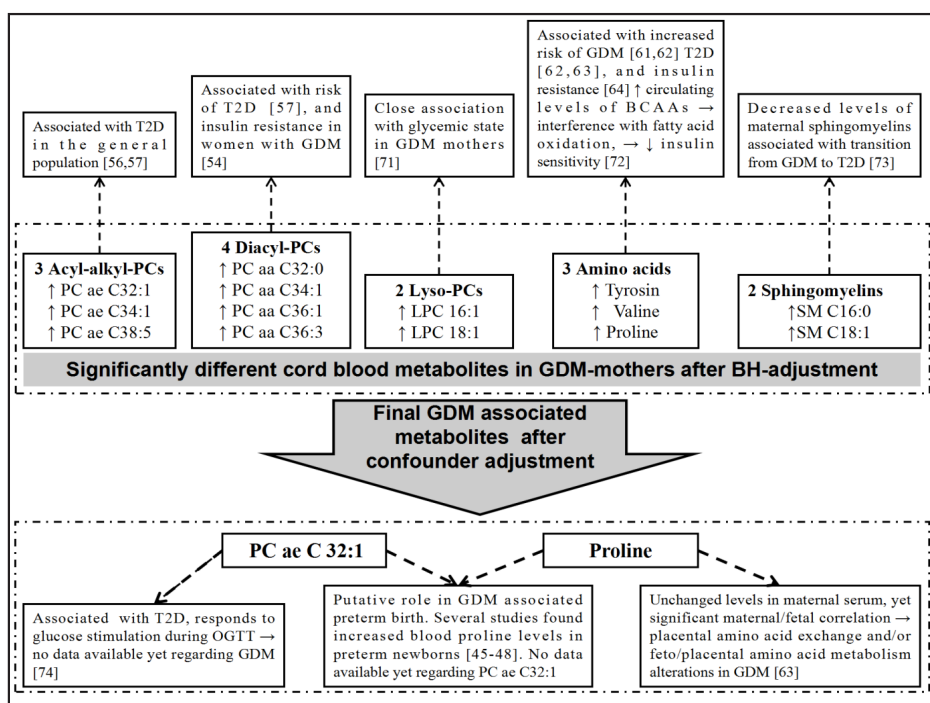 Associated with T2D
in the general
population [56,57]
Associated with risk
of T2D [57], and
insulin resistance in
women with GDM
[54]
Close association
with glycemic state
in GDM mothers
[71]
Associated with increased
risk of GDM [61,62] T2D
[62,63], and insulin
resistance [64] ↑ circulating
levels of BCAAs →
interference with fatty acid
oxidation, → ↓ insulin
sensitivity [72]
Decreased levels of
maternal sphingomyelins
associated with transition
from GDM to T2D [73]
3 Acyl-alkyl-PCs
↑ PC ae C32:1
↑ PC ae C34:1
↑ PC ae C38:5
4 Diacyl-PCs
↑ PC aa C32:0
↑ PC aa C34:1
↑ PC aa C36:1
↑ PC aa C36:3
2 Lyso-PCs
↑ LPC 16:1
↑ LPC 18:1
3 Amino acids
↑ Tyrosin
↑ Valine
↑ Proline
2 Sphingomyelins
↑SM C16:0
↑SM C18:1
Significantly different cord blood metabolites in GDM-mothers after BH-adjustment
Final GDM associated
metabolites after
confounder adjustment
PC ae C 32:1
Proline
Associated with T2D, responds to
glucose stimulation during OGTT →
no data available yet regarding GDM
[74]
Putative role in GDM associated
preterm birth. Several studies found
increased blood proline levels in
preterm newborns [45-48]. No data
available yet regarding PC ae C32:1
Unchanged levels in maternal serum, yet
significant maternal/fetal correlation →
placental amino acid exchange and/or
feto/placental amino acid metabolism
alterations in GDM [63]